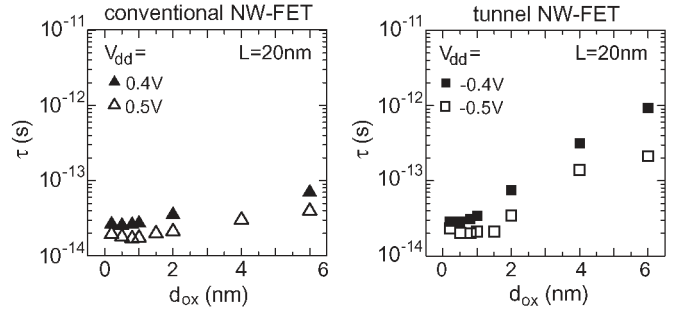 conventional NW-FET
V_dd=
L=20nm
▲ 0.4V
△ 0.5V
τ (s)
10^-11
10^-12
10^-13
10^-14
0 2 4 6
d_ox (nm)
tunnel NW-FET
V_dd=
L=20nm
■ -0.4V
□ -0.5V
τ (s)
10^-11
10^-12
10^-13
10^-14
0 2 4 6
d_ox (nm)